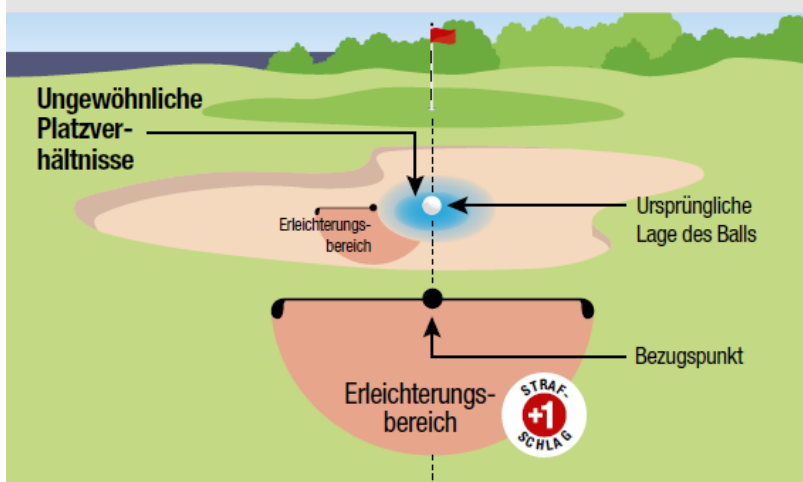 Ungewöhnliche
Platzver-
hältnisse
Erleichterungs-
bereich
Ursprüngliche
Lage des Balls
Bezugspunkt
Erleichterungs-
bereich
STRAF-
+1
SCHLAG